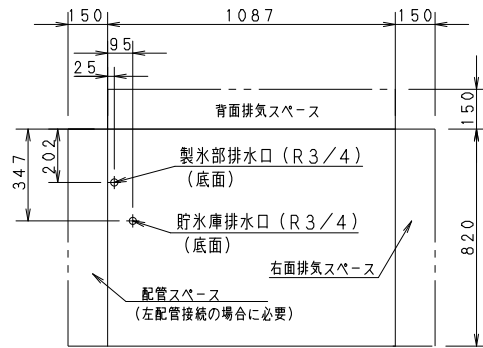 150
1087
150
95
25
背面排気スペース
150
347
202
製氷部排水口(R3/4)
(底面)
貯氷庫排水口(R3/4)
(底面)
820
右面排気スペース
配管スペース
(左配管接続の場合に必要)